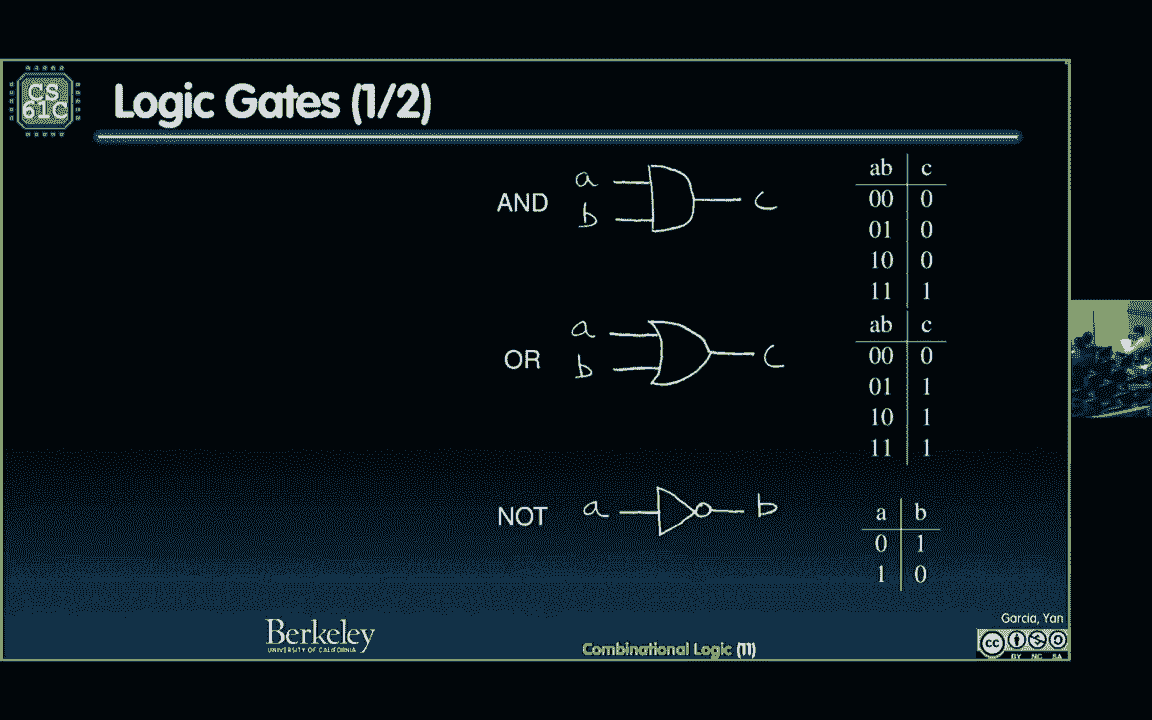 CS
61C
Logic Gates (1/2)
AND
a
b
c
ab c
00 0
01 0
10 0
11 1
OR
a
b
c
ab c
00 0
01 1
10 1
11 1
NOT
a
b
a b
0 1
1 0
Berkeley
UNIVERSITY OF CALIFORNIA
Combinational Logic (11)
Garcia, Yan
cc
BY NC SA